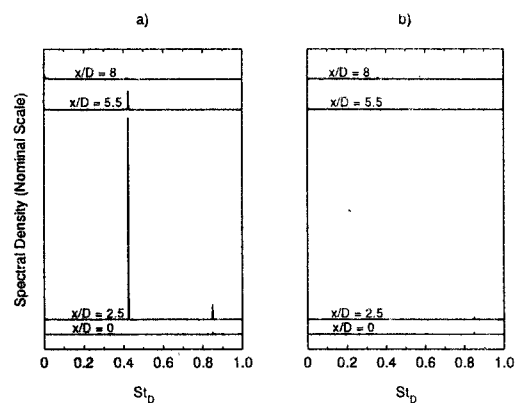 a)
b)
Spectral Density (Nominal Scale)
x/D = 8
x/D = 5.5
x/D = 2.5
x/D = 0
0 0.2 0.4 0.6 0.8 1.0
St_D
x/D = 8
x/D = 5.5
x/D = 2.5
x/D = 0
0 0.2 0.4 0.6 0.8 1.0
St_D